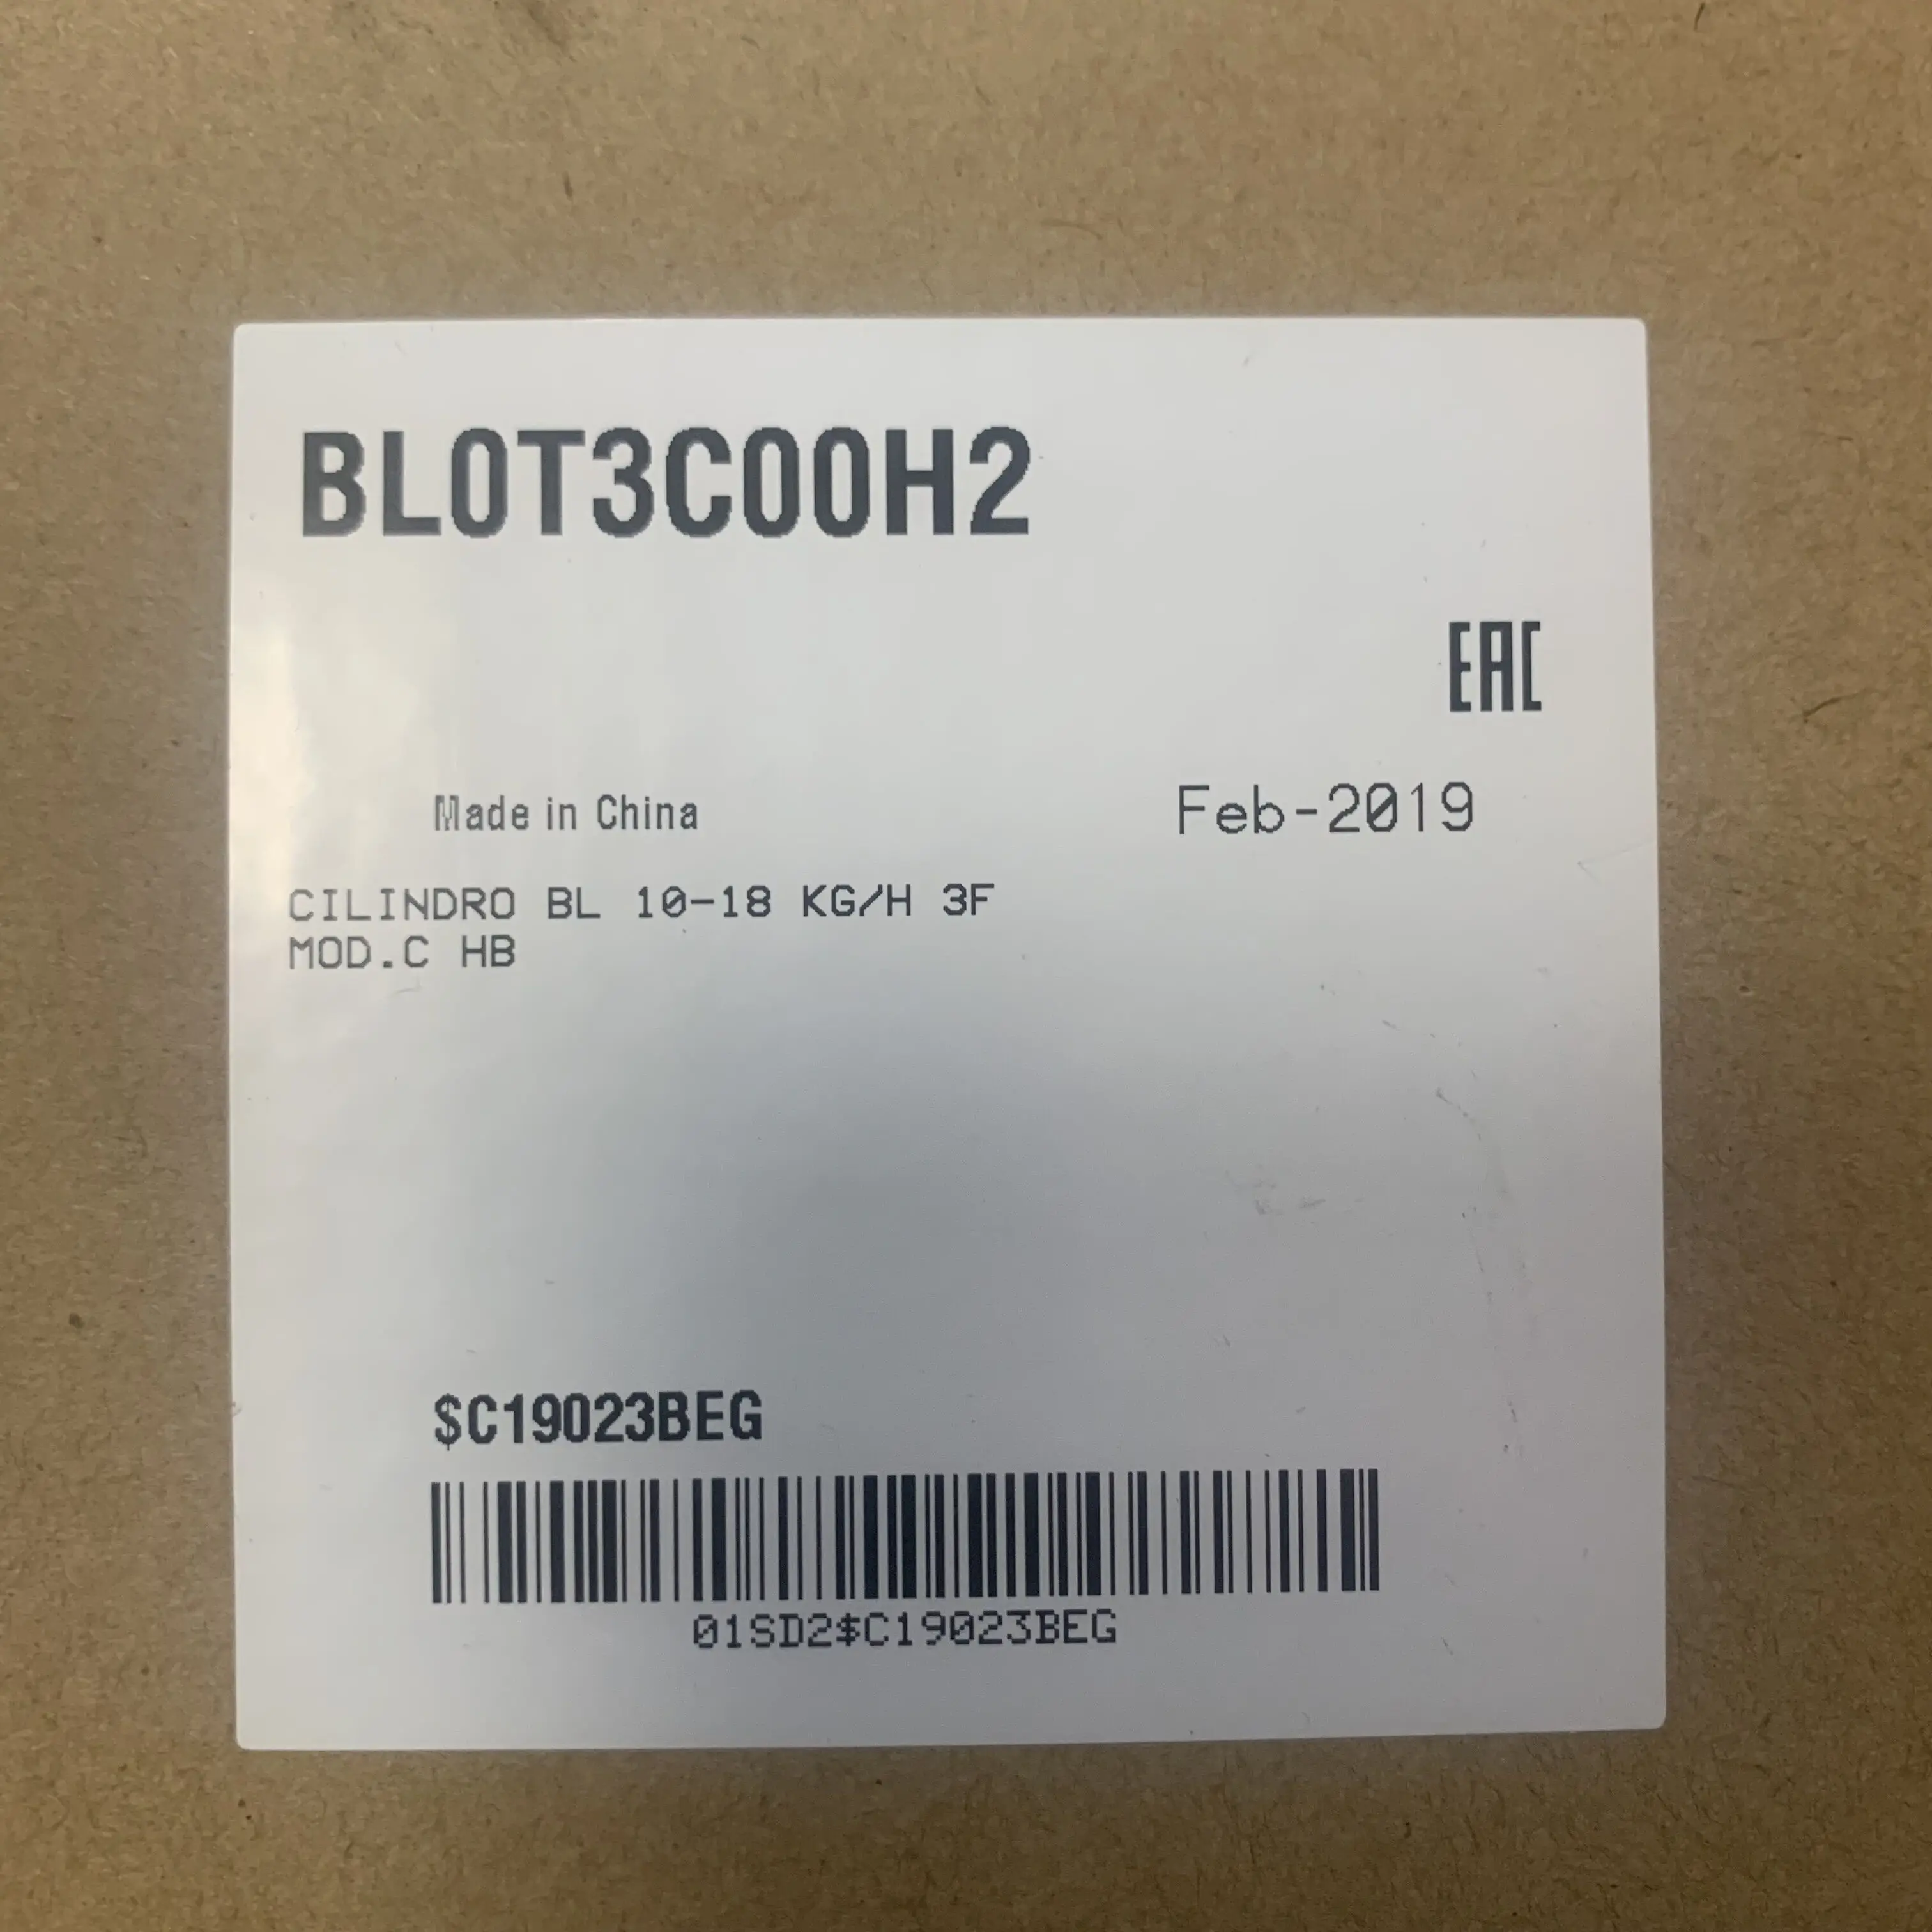 BL0T3C00H2
EAC
Made in China
Feb-2019
CILINDRO BL 10-18 KG/H 3F
MOD.C HB
$C19023BEG
01SD2$C19023BEG